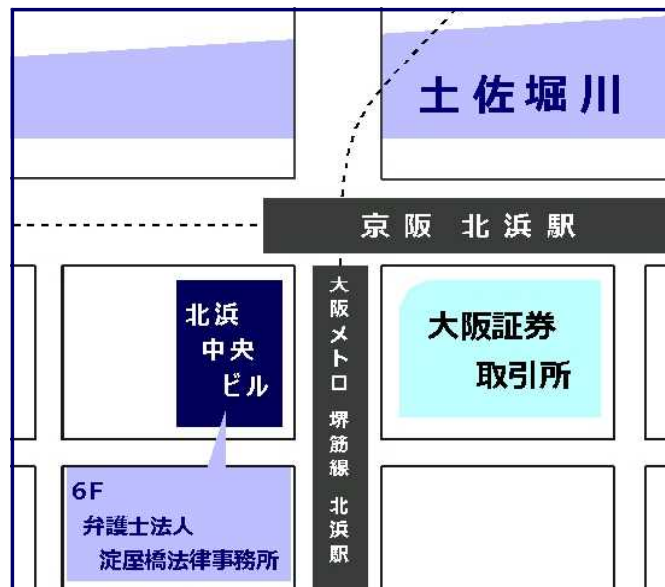 土佐堀川
京阪 北浜駅
北浜
中央
ビル
大阪メトロ 堺筋線 北浜駅
大阪証券
取引所
6F
弁護士法人
淀屋橋法律事務所